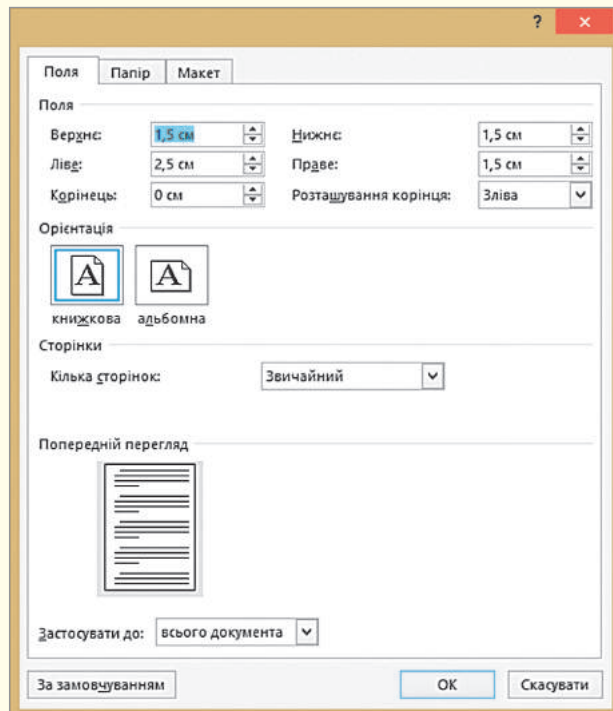 ?
Поля Папір Макет
Поля
Верхнє: 1,5 см Нижнє: 1,5 см
Ліве: 2,5 см Праве: 1,5 см
Корінець: 0 см Розташування корінця: Зліва
Орієнтація
A A
книжкова альбомна
Сторінки
Кілька сторінок: Звичайний
Попередній перегляд
Застосувати до: всього документа
За замовчуванням ОК Скасувати